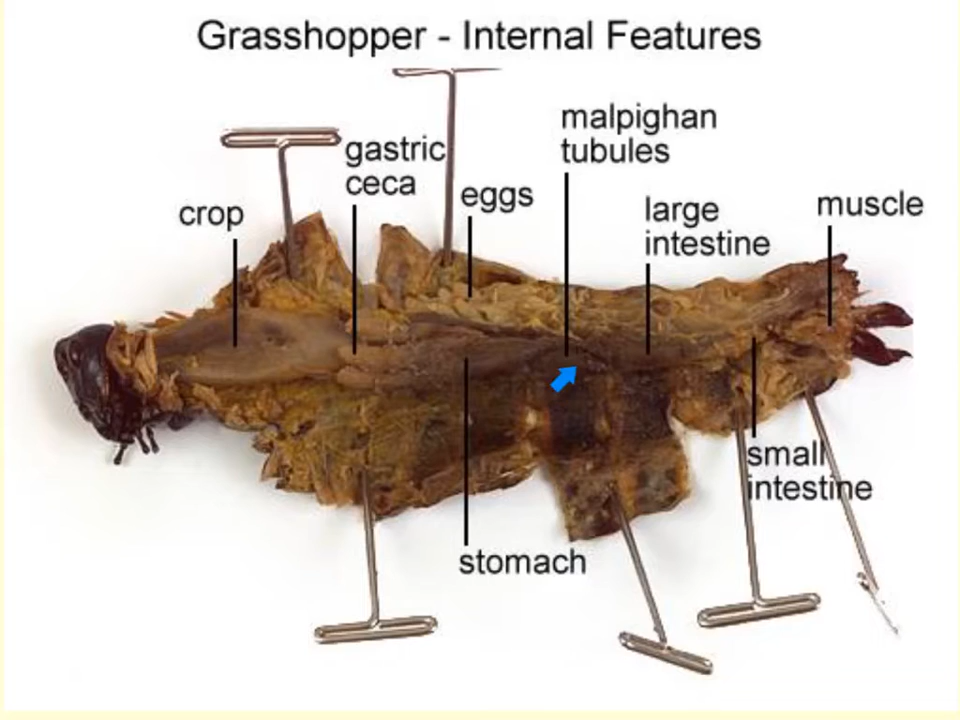 Grasshopper - Internal Features
malpighan
tubules
gastric
ceca
eggs
large
intestine
muscle
crop
small
intestine
stomach